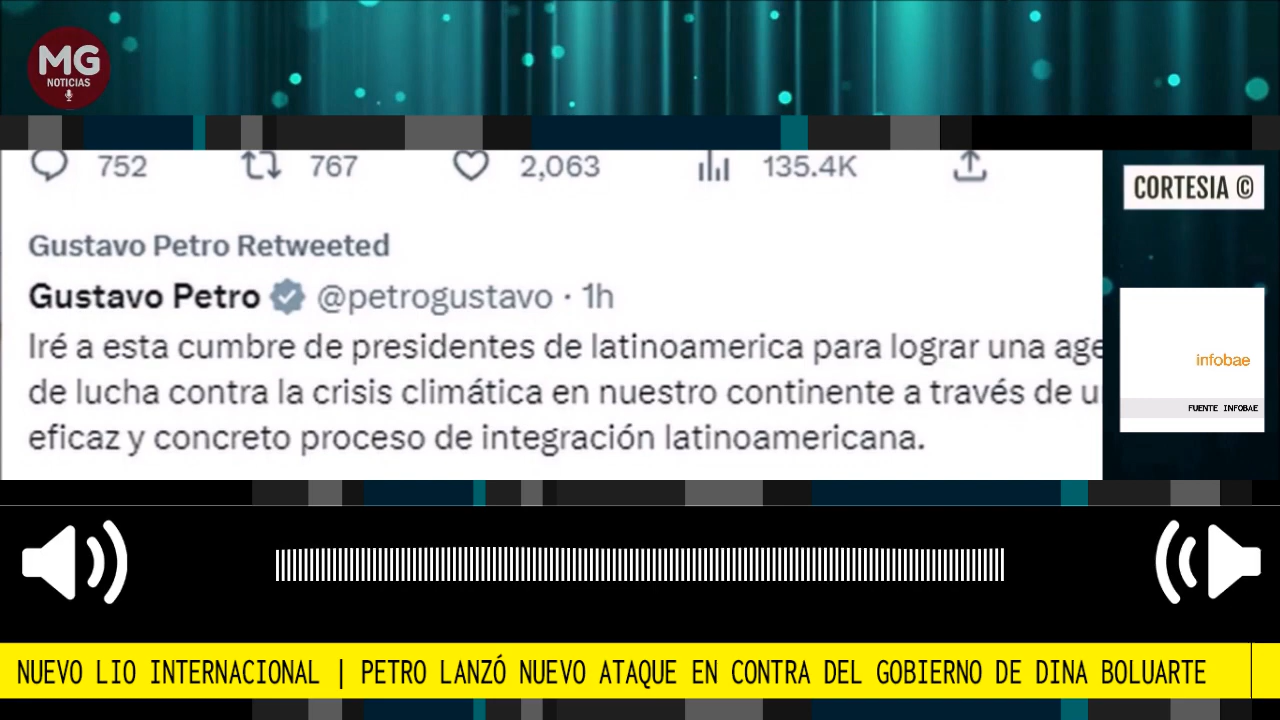 MG
NOTICIAS
752 767 2,063 135.4K
CORTESIA ©
Gustavo Petro Retweeted
Gustavo Petro @petrogustavo · 1h
Iré a esta cumbre de presidentes de latinoamerica para lograr una
de lucha contra la crisis climática en nuestro continente a través de
eficaz y concreto proceso de integración latinoamericana.
infobae
FUENTE INFOBAE
NUEVO LIO INTERNACIONAL | PETRO LANZÓ NUEVO ATAQUE EN CONTRA DEL GOBIERNO DE DINA BOLUARTE